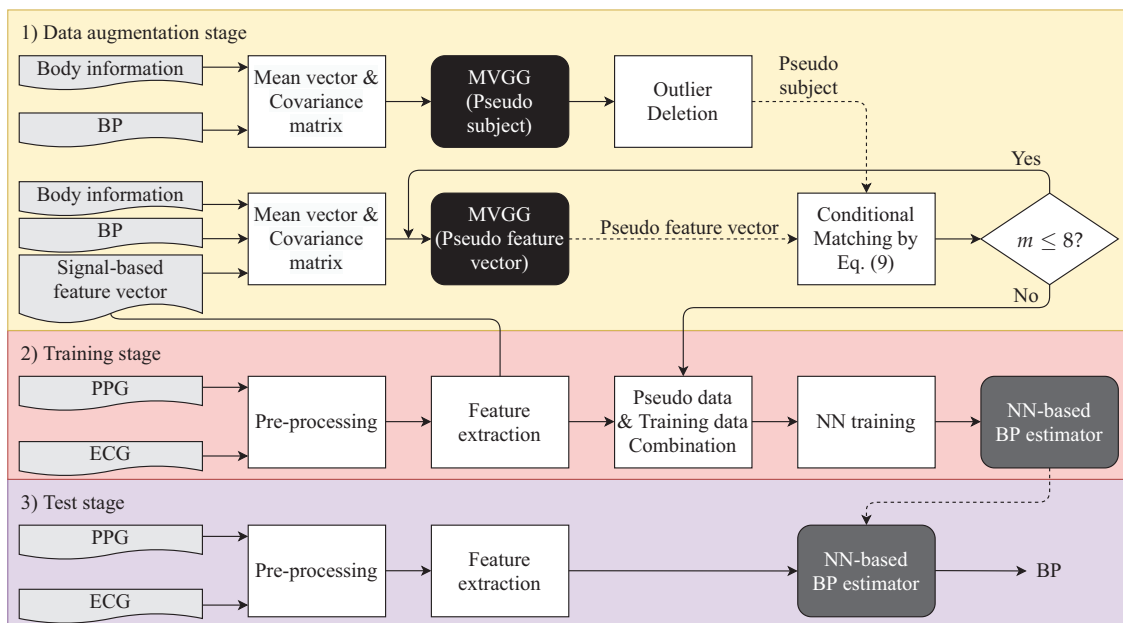 1) Data augmentation stage
Body information
BP
Mean vector &
Covariance
matrix
MVGG
(Pseudo
subject)
Outlier
Deletion
Pseudo
subject
Body information
BP
Signal-based
feature vector
Mean vector &
Covariance
matrix
MVGG
(Pseudo feature
vector)
Pseudo feature vector
Conditional
Matching by
Eq. (9)
Yes
m ≤ 8?
No
2) Training stage
PPG
ECG
Pre-processing
Feature
extraction
Pseudo data
& Training data
Combination
NN training
NN-based
BP estimator
3) Test stage
PPG
ECG
Pre-processing
Feature
extraction
NN-based
BP estimator
BP